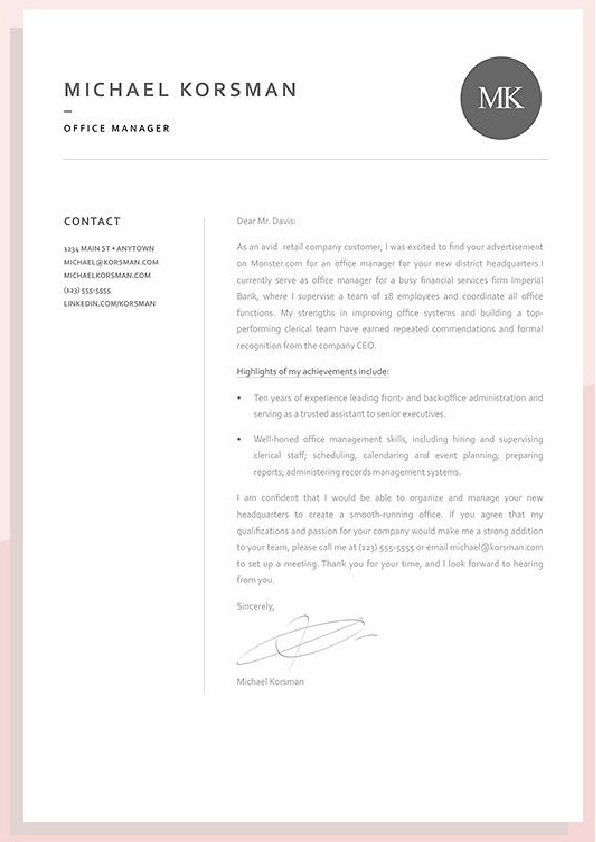 MICHAEL KORSMAN
MK
OFFICE MANAGER
CONTACT
1234 MAIN ST • ANYTOWN
MICHAEL@KORSMAN.COM
MICHAELKORSMAN.COM
(123) 555-5555
LINKEDIN.COM/KORSMAN
Dear Mr. Davis:
As an avid retail company customer, I was excited to find your advertisement
on Monster.com for an office manager for your new district headquarters.I
currently serve as office manager for a busy financial services firm Imperial
Bank, where I supervise a team of 18 employees and coordinate all office
functions. My strengths in improving office systems and building a top-
performing clerical team have earned repeated commendations and formal
recognition from the company CEO.
Highlights of my achievements include:
• Ten years of experience leading front- and back-office administration and
serving as a trusted assistant to senior executives.
• Well-honed office management skills, including hiring and supervising
clerical staff; scheduling, calendaring and event planning; preparing
reports; administering records management systems.
I am confident that I would be able to organize and manage your new
headquarters to create a smooth-running office. If you agree that my
qualifications and passion for your company would make me a strong addition
to your team, please call me at (123) 555-5555 or email michael@korsman.com
to set up a meeting. Thank you for your time, and I look forward to hearing
from you.
Sincerely,
Michael Korsman